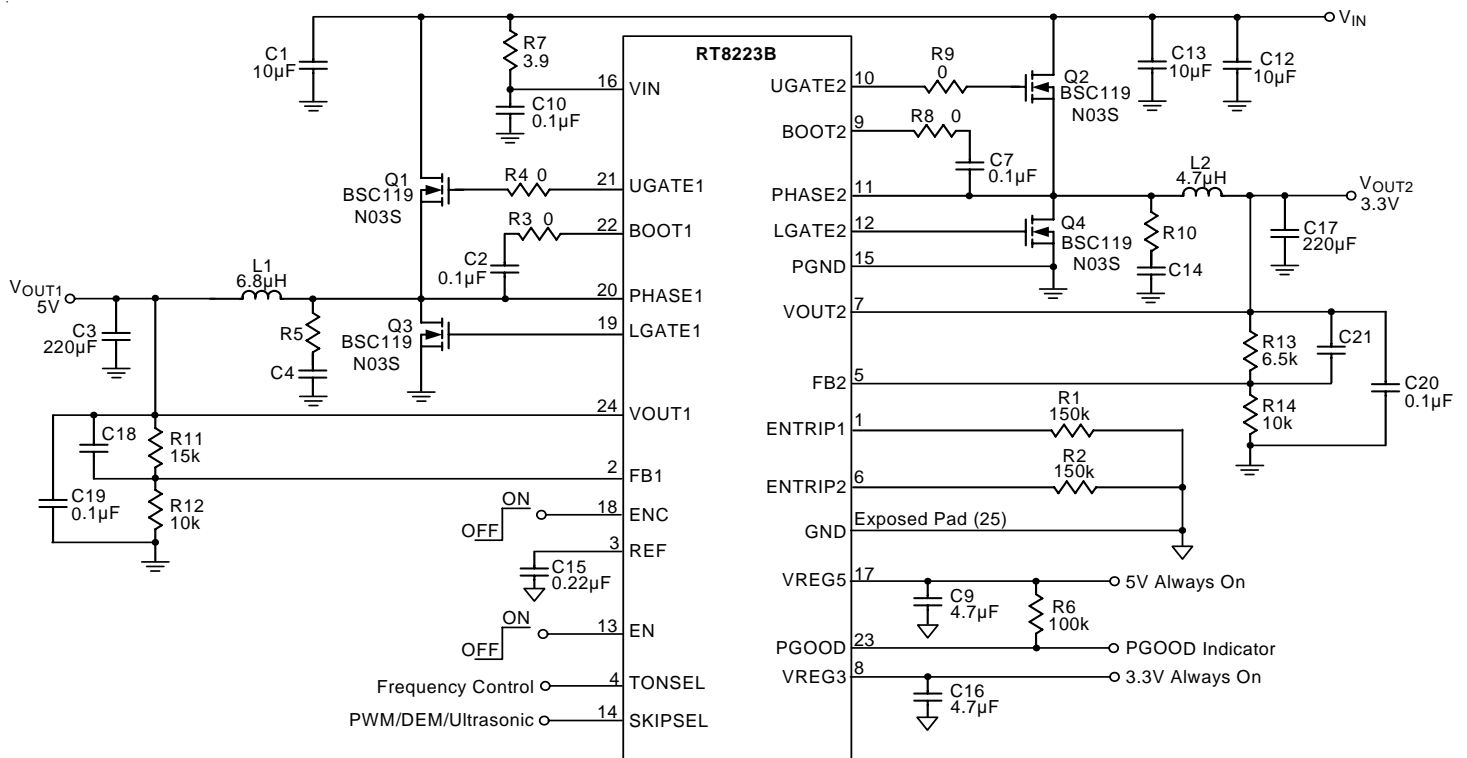 VIN
C1
10µF
R7
3.9
RT8223B
R9
0
Q2
BSC119
N03S
C13
10µF
C12
10µF
16
VIN
C10
0.1µF
UGATE2
10
BOOT2
9
R8 0
C7
0.1µF
Q1
BSC119
N03S
R4 0
21
UGATE1
PHASE2
11
L2
4.7µH
VOUT2
3.3V
R3 0
22
BOOT1
LGATE2
12
Q4
BSC119
N03S
R10
C17
220µF
C2
0.1µF
PGND
15
C14
L1
6.8µH
VOUT1
5V
20
PHASE1
VOUT2
7
C3
220µF
R5
C4
Q3
BSC119
N03S
19
LGATE1
R13
6.5k
C21
FB2
5
C20
0.1µF
R14
10k
24
VOUT1
ENTRIP1
1
R1
150k
C18
R11
15k
2
FB1
ENTRIP2
6
R2
150k
C19
0.1µF
R12
10k
ON
OFF
18
ENC
GND
Exposed Pad (25)
3
REF
C15
0.22µF
VREG5
17
5V Always On
C9
4.7µF
R6
100k
ON
OFF
13
EN
PGOOD
23
PGOOD Indicator
Frequency Control
4
TONSEL
VREG3
8
3.3V Always On
C16
4.7µF
PWM/DEM/Ultrasonic
14
SKIPSEL